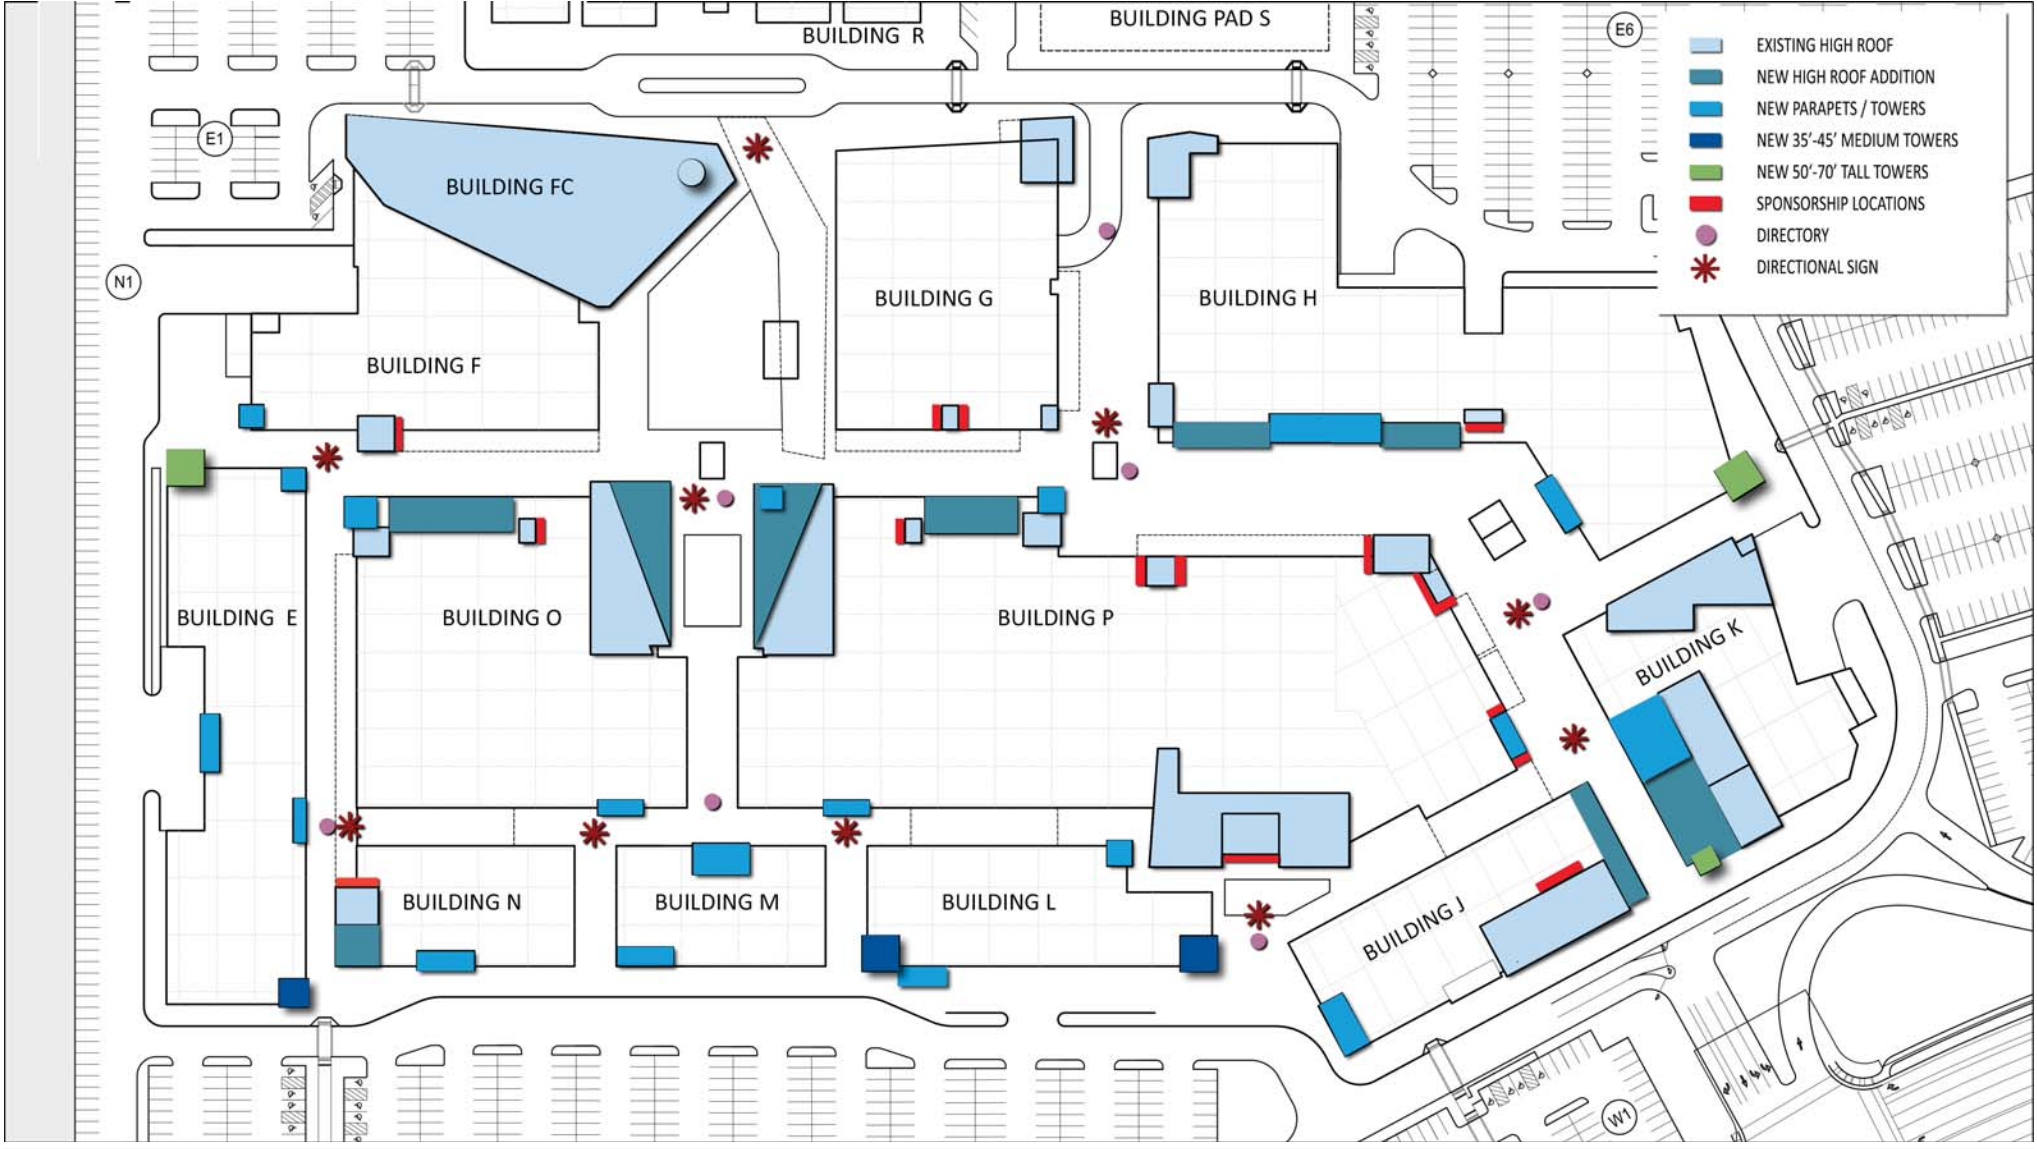 BUILDING PAD S
BUILDING R
E6
EXISTING HIGH ROOF
NEW HIGH ROOF ADDITION
NEW PARAPETS / TOWERS
NEW 35'-45' MEDIUM TOWERS
NEW 50'-70' TALL TOWERS
SPONSORSHIP LOCATIONS
DIRECTORY
DIRECTIONAL SIGN
E1
BUILDING FC
N1
BUILDING G
BUILDING H
BUILDING F
BUILDING E
BUILDING O
BUILDING P
BUILDING K
BUILDING N
BUILDING M
BUILDING L
BUILDING J
W1